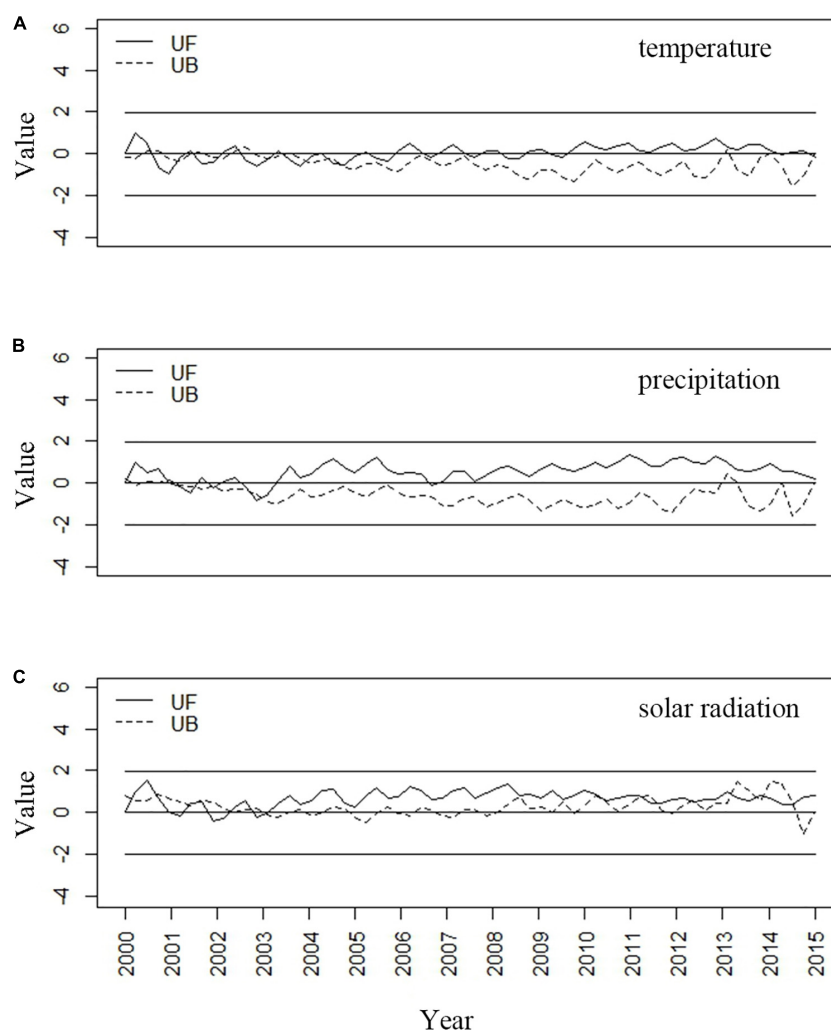 A
temperature
UF
UB
Value
6
4
2
0
-2
-4
B
precipitation
UF
UB
Value
6
4
2
0
-2
-4
C
solar radiation
UF
UB
Value
6
4
2
0
-2
-4
2000 2001 2002 2003 2004 2005 2006 2007 2008 2009 2010 2011 2012 2013 2014 2015
Year